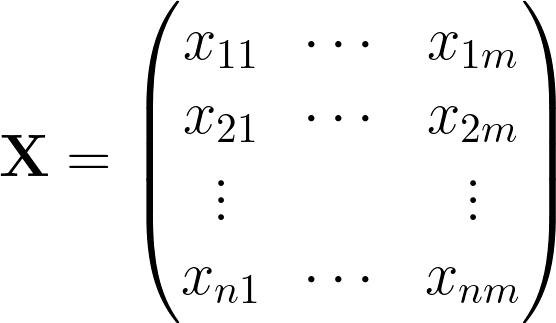 x₁₁ ⋯ x₁ₘ
x₂₁ ⋯ x₂ₘ
X =
⋮ ⋮
xₙ₁ ⋯ xₙₘ